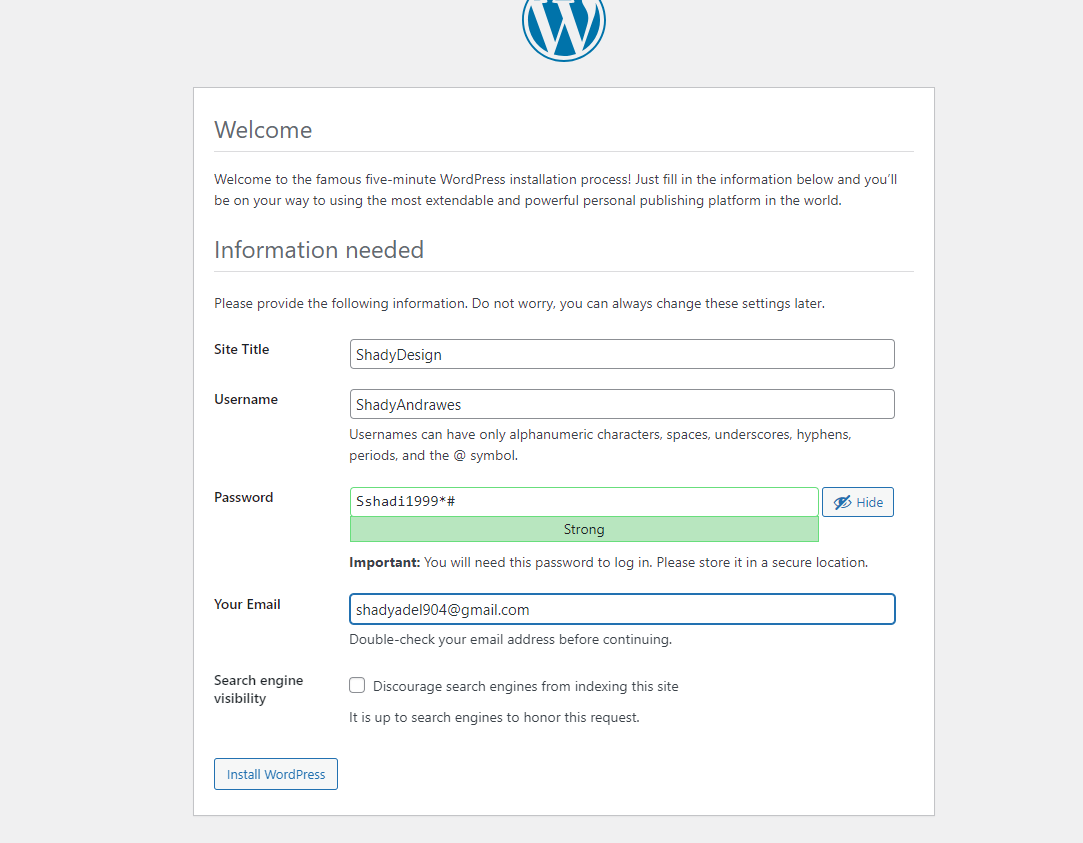 Welcome
Welcome to the famous five-minute WordPress installation process! Just fill in the information below and you'll
be on your way to using the most extendable and powerful personal publishing platform in the world.
Information needed
Please provide the following information. Do not worry, you can always change these settings later.
Site Title
ShadyDesign
Username
ShadyAndrawes
Usernames can have only alphanumeric characters, spaces, underscores, hyphens,
periods, and the @ symbol.
Password
Sshadi1999*#
Hide
Strong
Important: You will need this password to log in. Please store it in a secure location.
Your Email
shadyadel904@gmail.com
Double-check your email address before continuing.
Search engine
visibility
Discourage search engines from indexing this site
It is up to search engines to honor this request.
Install WordPress